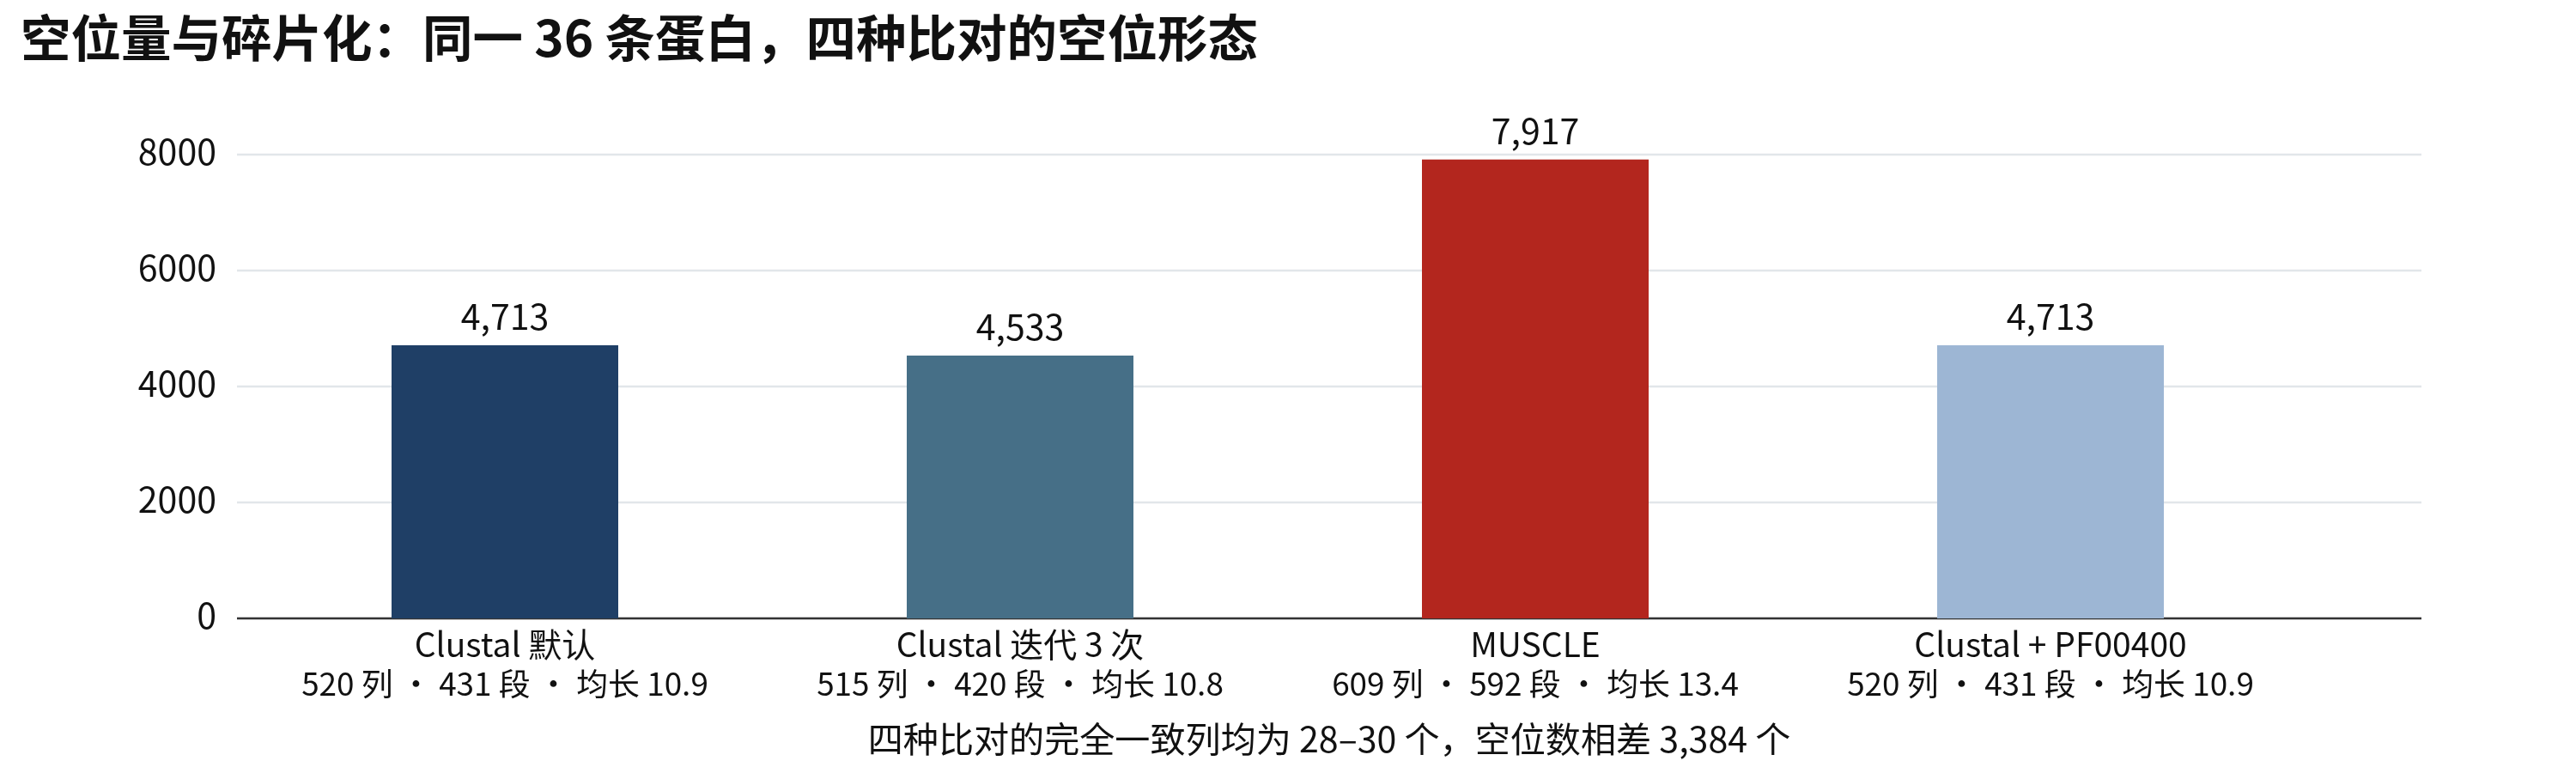 空位量与碎片化：同一 36 条蛋白，四种比对的空位形态
8000
6000
4000
2000
0
4,713
4,533
7,917
4,713
Clustal 默认
520 列 · 431 段 · 均长 10.9
Clustal 迭代 3 次
515 列 · 420 段 · 均长 10.8
MUSCLE
609 列 · 592 段 · 均长 13.4
Clustal + PF00400
520 列 · 431 段 · 均长 10.9
四种比对的完全一致列均为 28–30 个，空位数相差 3,384 个